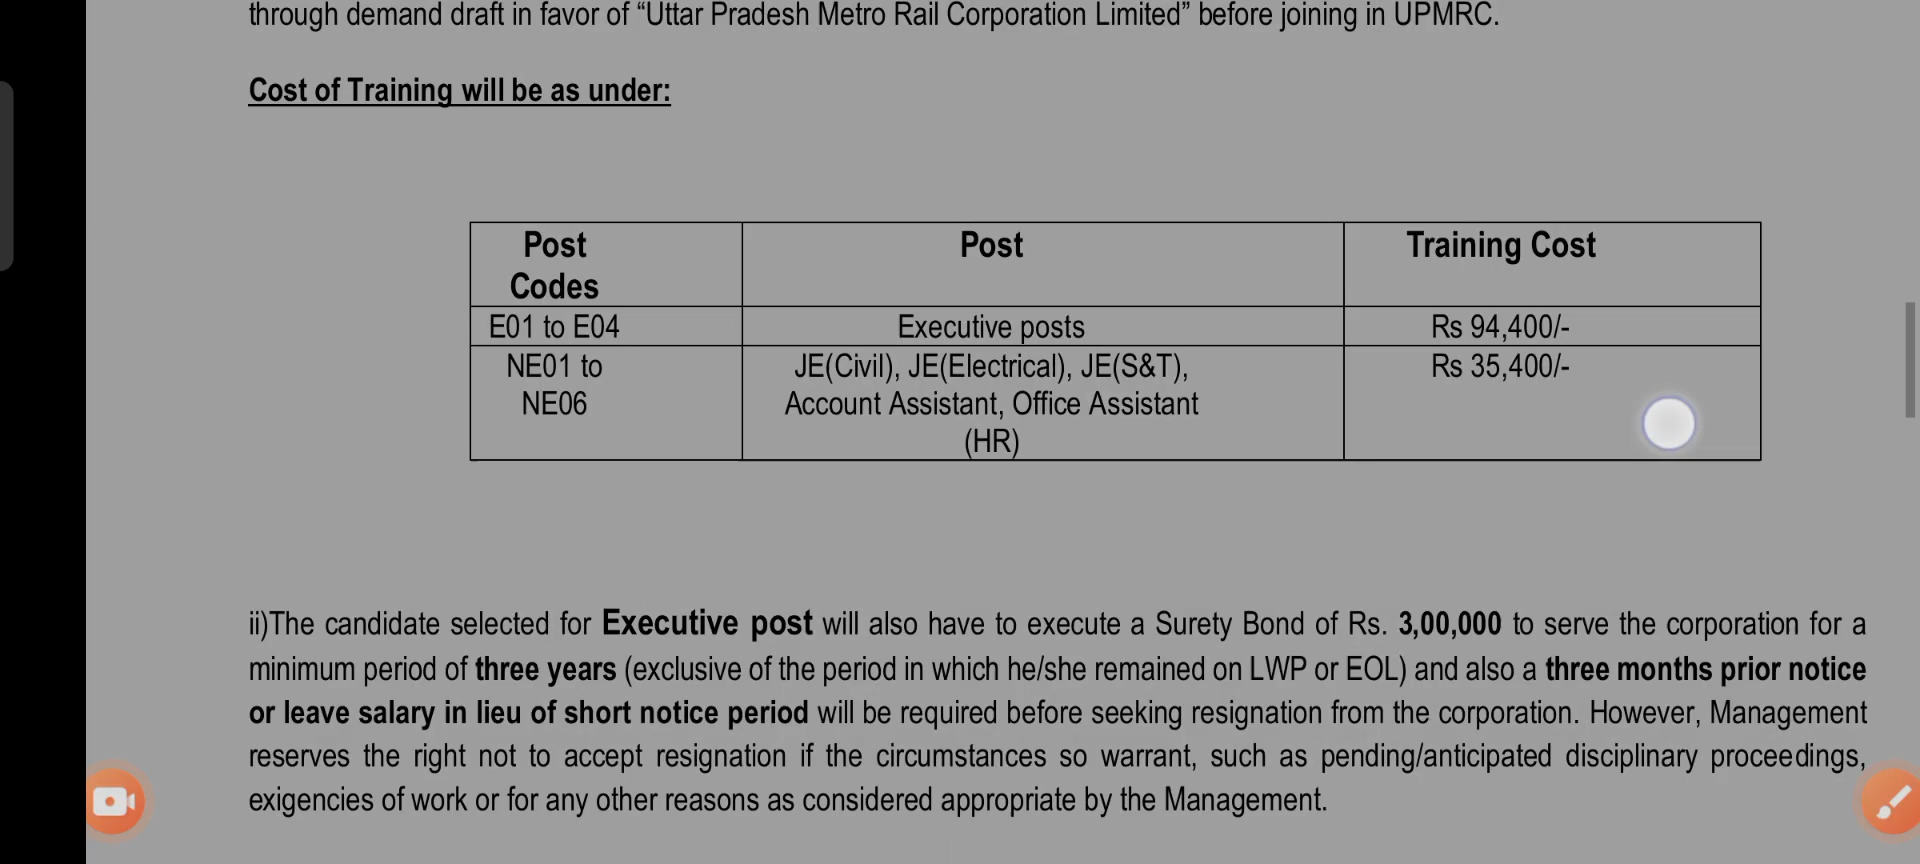 through demand draft in favor of “Uttar Pradesh Metro Rail Corporation Limited” before joining in UPMRC.
Cost of Training will be as under:
Post Codes
Post
Training Cost
E01 to E04
Executive posts
Rs 94,400/-
NE01 to
NE06
JE(Civil), JE(Electrical), JE(S&T),
Account Assistant, Office Assistant
(HR)
Rs 35,400/-
ii)The candidate selected for Executive post will also have to execute a Surety Bond of Rs. 3,00,000 to serve the corporation for a
minimum period of three years (exclusive of the period in which he/she remained on LWP or EOL) and also a three months prior notice
or leave salary in lieu of short notice period will be required before seeking resignation from the corporation. However, Management
reserves the right not to accept resignation if the circumstances so warrant, such as pending/anticipated disciplinary proceedings,
exigencies of work or for any other reasons as considered appropriate by the Management.